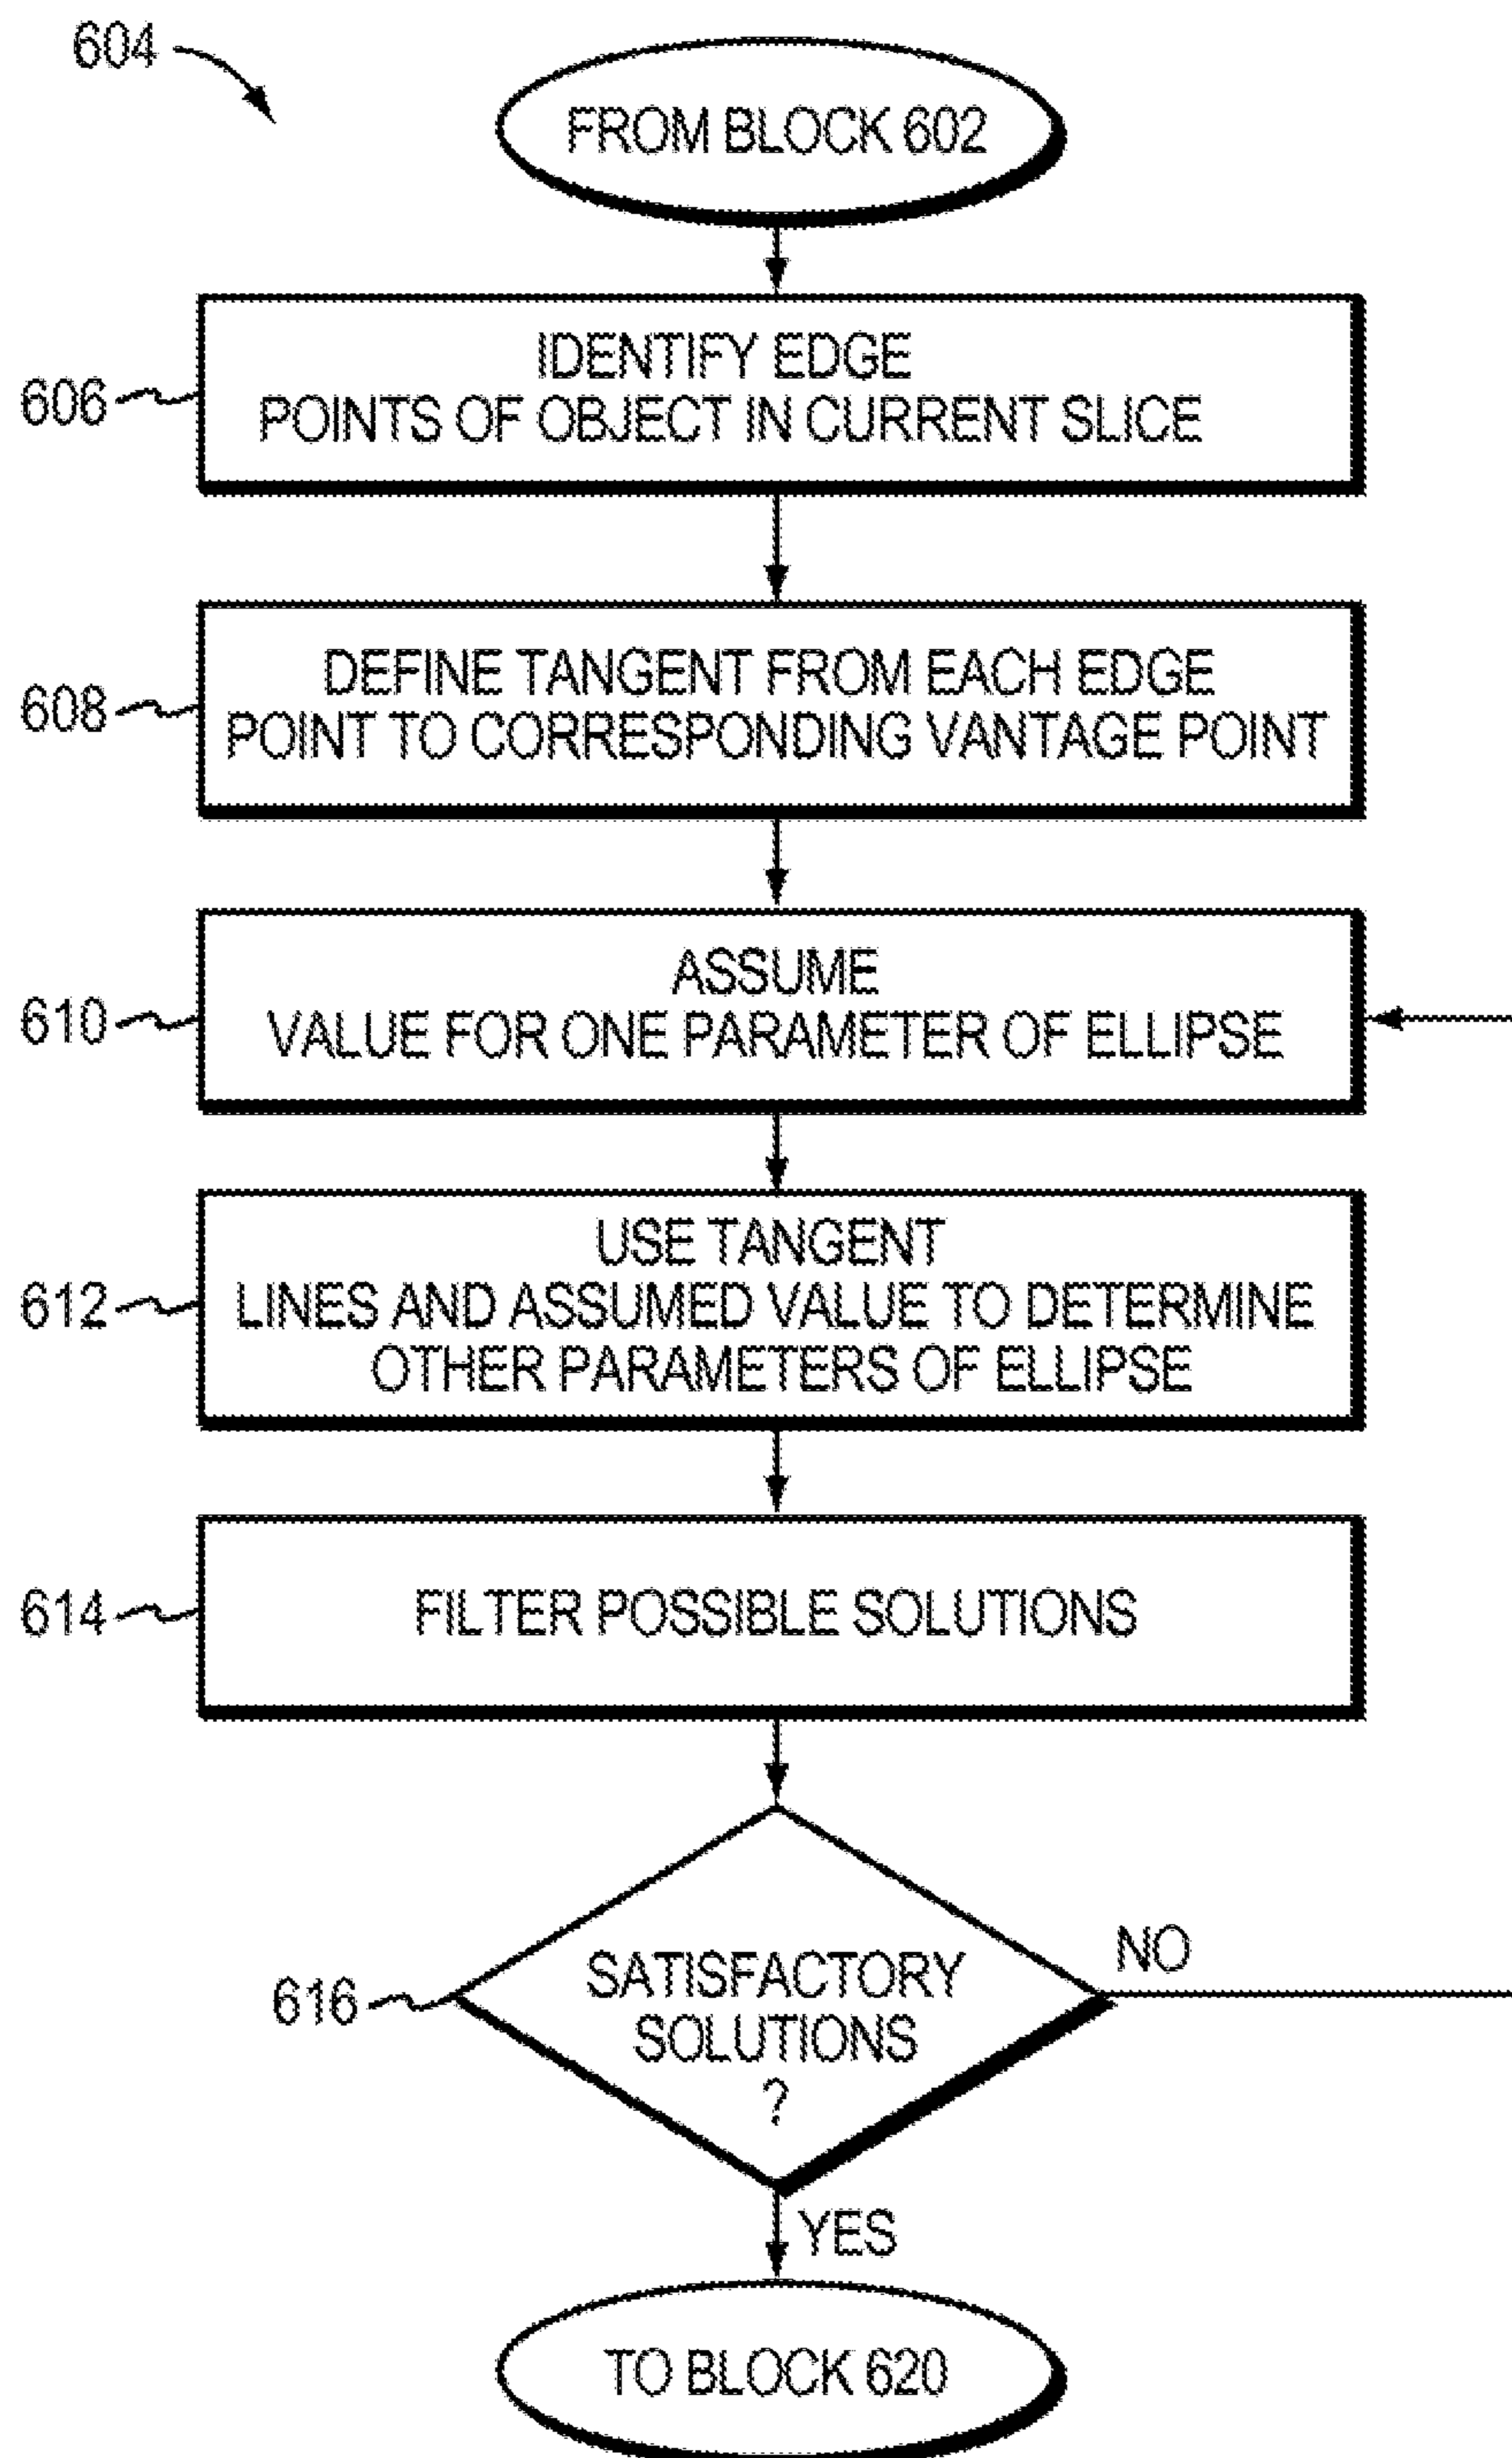 604
FROM BLOCK 602
606
IDENTIFY EDGE
POINTS OF OBJECT IN CURRENT SLICE
608
DEFINE TANGENT FROM EACH EDGE
POINT TO CORRESPONDING VANTAGE POINT
610
ASSUME
VALUE FOR ONE PARAMETER OF ELLIPSE
612
USE TANGENT
LINES AND ASSUMED VALUE TO DETERMINE
OTHER PARAMETERS OF ELLIPSE
614
FILTER POSSIBLE SOLUTIONS
616
SATISFACTORY
SOLUTIONS
?
NO
YES
TO BLOCK 620